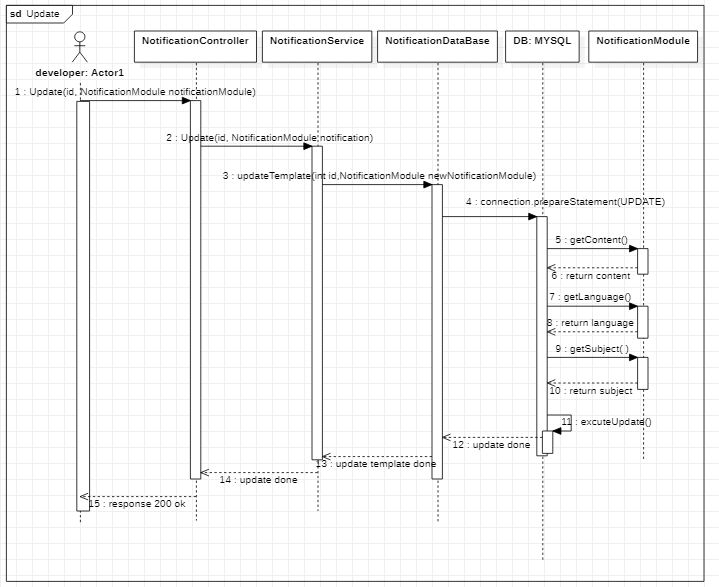 sd Update
NotificationController
NotificationService
NotificationDataBase
DB: MYSQL
NotificationModule
developer: Actor1
1 : Update(id, NotificationModule notificationModule)
2 : Update(id, NotificationModule notification)
3 : updateTemplate(int id,NotificationModule newNotificationModule)
4 : connection.prepareStatement(UPDATE)
5 : getContent()
6 : return content
7 : getLanguage()
8 : return language
9 : getSubject( )
10 : return subject
11 : excuteUpdate()
12 : update done
13 : update template done
14 : update done
15 : response 200 ok